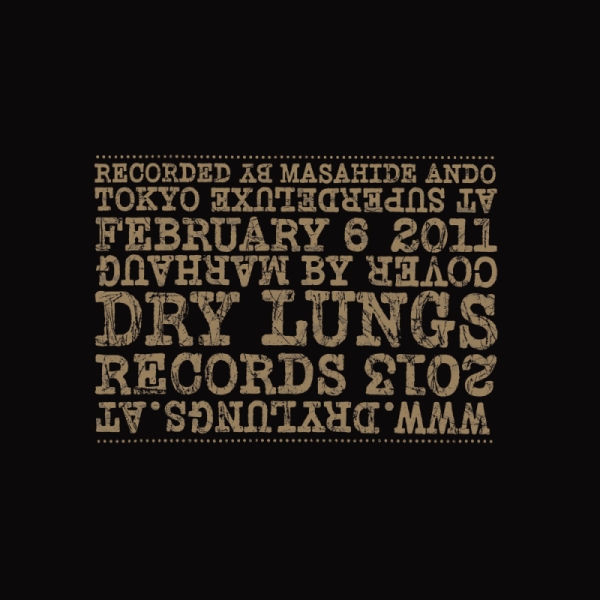 RECORDED BY MASAHIDE ANDO
AT SUPERDELUXE TOKYO
FEBRUARY 6 2011
COVER BY MARHAUG
DRY LUNGS
RECORDS 2013
WWW.DRYLUNGS.AT